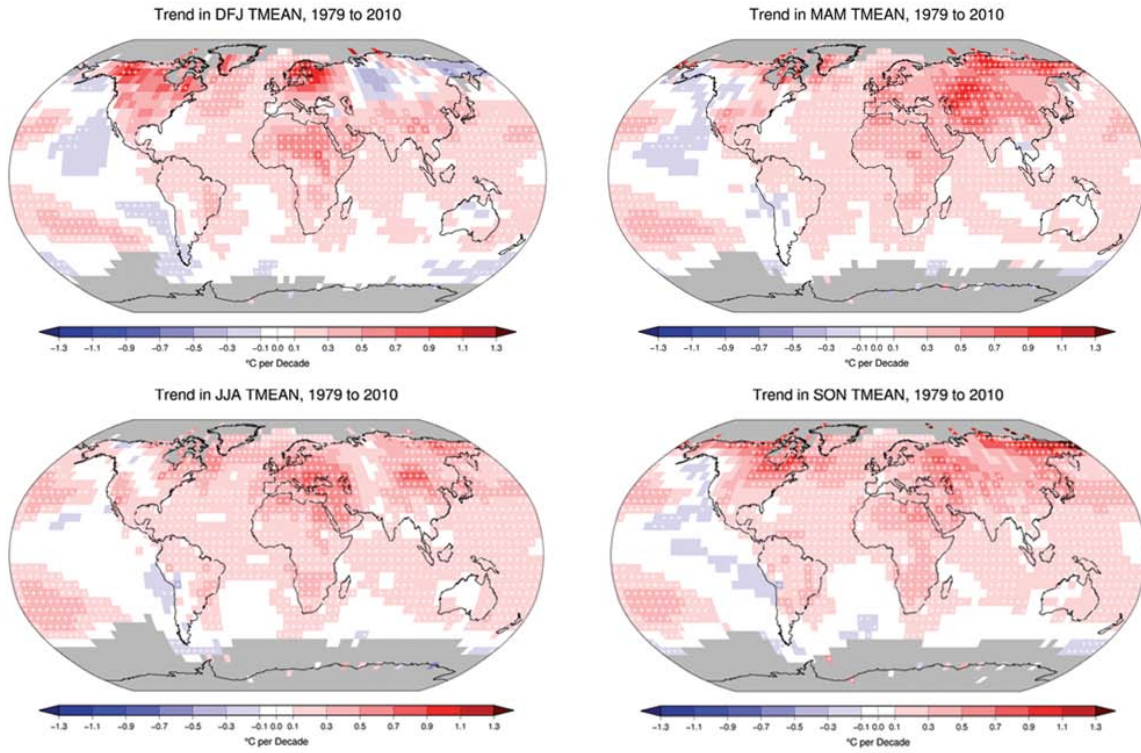 Trend in DFJ TMEAN, 1979 to 2010
Trend in MAM TMEAN, 1979 to 2010
−1.3 −1.1 −0.9 −0.7 −0.5 −0.3 −0.1 0.0 0.1 0.3 0.5 0.7 0.9 1.1 1.3
°C per Decade
−1.3 −1.1 −0.9 −0.7 −0.5 −0.3 −0.1 0.0 0.1 0.3 0.5 0.7 0.9 1.1 1.3
°C per Decade
Trend in JJA TMEAN, 1979 to 2010
Trend in SON TMEAN, 1979 to 2010
−1.3 −1.1 −0.9 −0.7 −0.5 −0.3 −0.1 0.0 0.1 0.3 0.5 0.7 0.9 1.1 1.3
°C per Decade
−1.3 −1.1 −0.9 −0.7 −0.5 −0.3 −0.1 0.0 0.1 0.3 0.5 0.7 0.9 1.1 1.3
°C per Decade